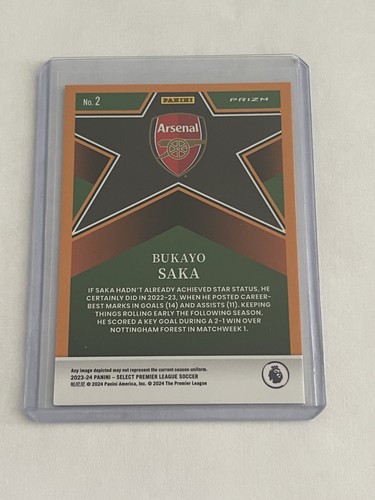 No. 2
PANINI
PRIZM
Arsenal
BUKAYO
SAKA
IF SAKA HADN'T ALREADY ACHIEVED STAR STATUS, HE
CERTAINLY DID IN 2022-23, WHEN HE POSTED CAREER-
BEST MARKS IN GOALS (14) AND ASSISTS (11). KEEPING
THINGS ROLLING EARLY THE FOLLOWING SEASON,
HE SCORED A KEY GOAL DURING A 2-1 WIN OVER
NOTTINGHAM FOREST IN MATCHWEEK 1.
Any image depicted may not represent the current season uniform.
2023-24 PANINI – SELECT PREMIER LEAGUE SOCCER
帕尼尼 © 2024 Panini America, Inc. © 2024 The Premier League